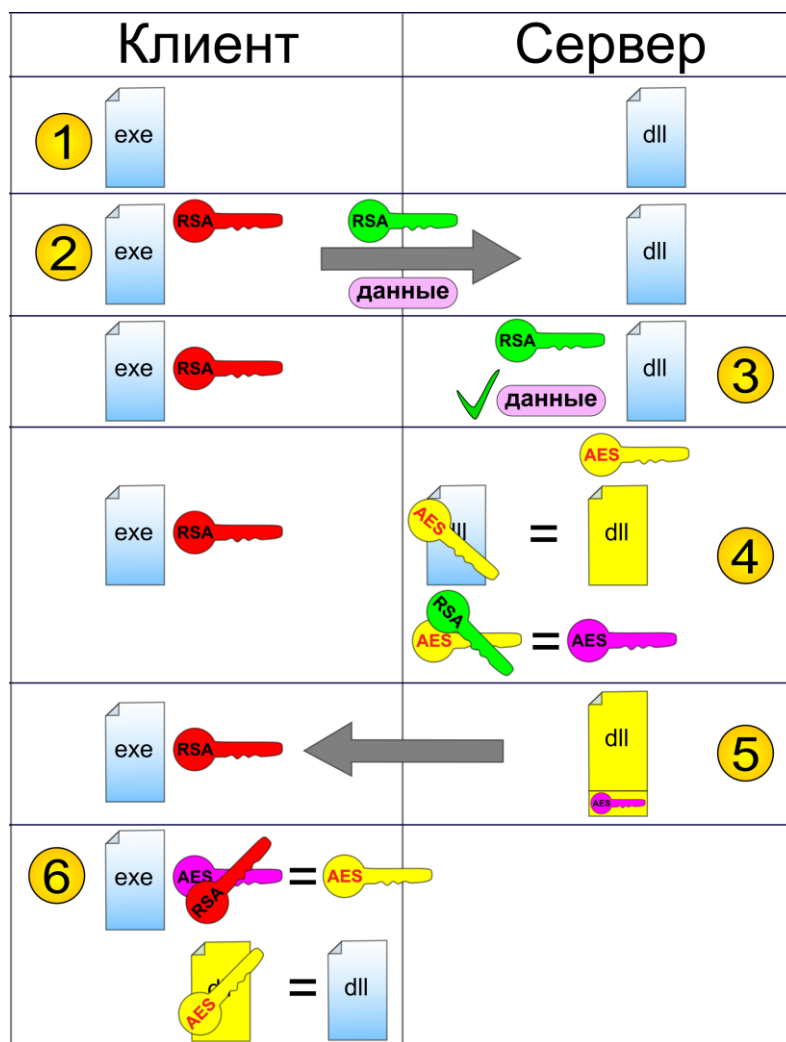 Клиент Сервер
1 exe dll
RSA RSA
2 exe dll
данные
exe RSA RSA dll 3
данные
AES
exe RSA AES dll = dll 4
RSA AES = AES
exe RSA dll 5
AES
6 exe AES RSA = AES
AES = dll